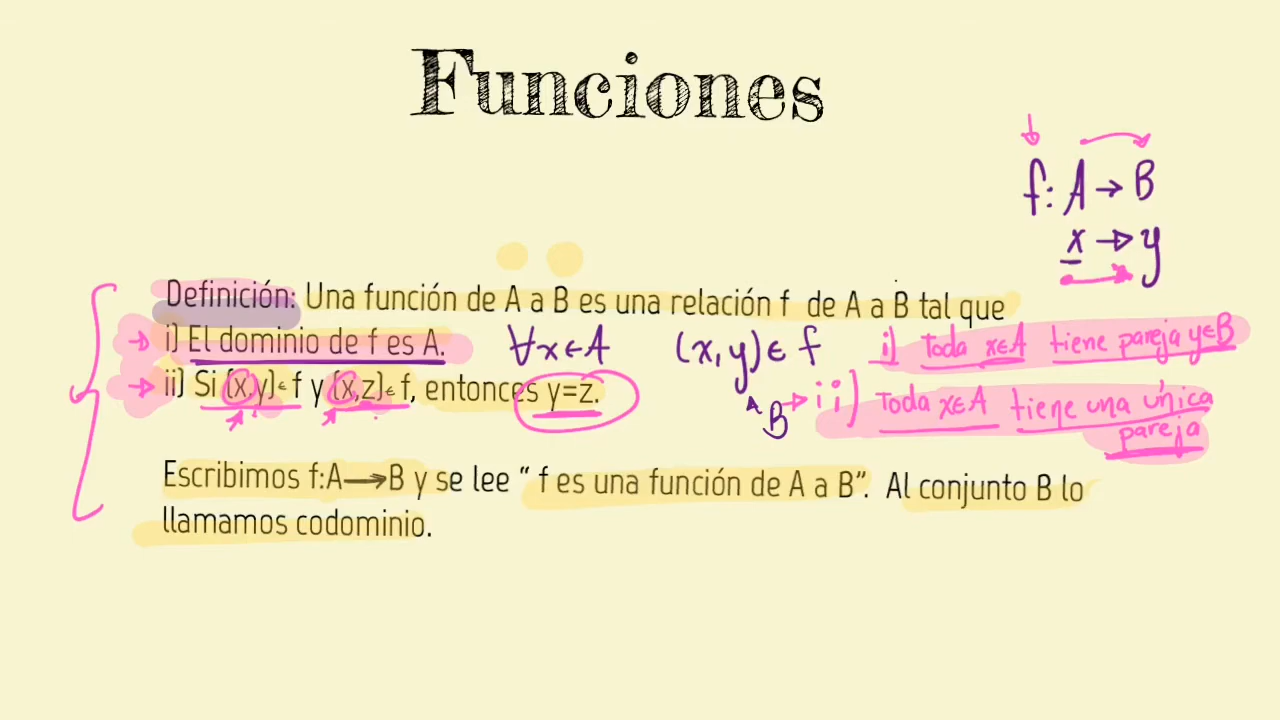 Funciones
f: A → B
x → y
Definición: Una función de A a B es una relación f de A a B tal que
i) El dominio de f es A. ∀x∈A (x, y) ∈ f i) Toda x∈A tiene pareja y∈B
ii) Si (x,y)∈f y (x,z)∈f, entonces y=z. B ii) Toda x∈A tiene una única
pareja
Escribimos f:A→B y se lee “ f es una función de A a B”. Al conjunto B lo
llamamos codominio.